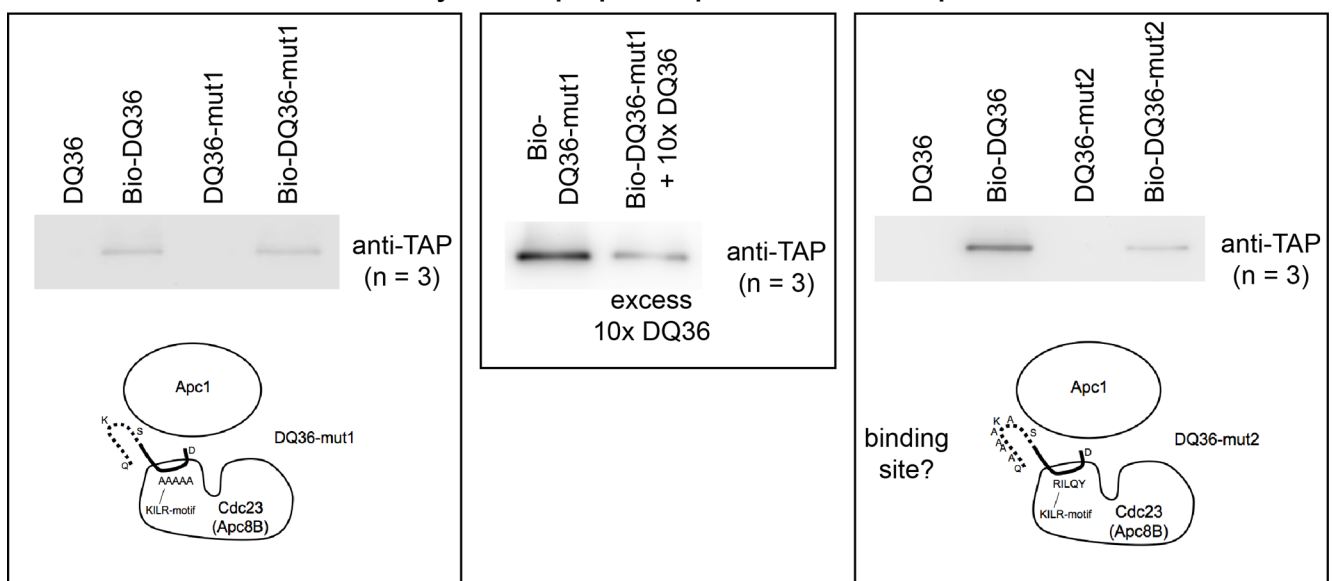 DQ36
Bio-DQ36
DQ36-mut1
Bio-DQ36-mut1
anti-TAP
(n = 3)
Apc1
K
S
D
Q
DQ36-mut1
AAAAA
KILR-motif
Cdc23
(Apc8B)
Bio-
DQ36-mut1
Bio-DQ36-mut1
+ 10x DQ36
anti-TAP
(n = 3)
excess
10x DQ36
DQ36
Bio-DQ36
DQ36-mut2
Bio-DQ36-mut2
anti-TAP
(n = 3)
Apc1
binding
site?
K
A
S
A
A
A
A
Q
D
DQ36-mut2
RILQY
KILR-motif
Cdc23
(Apc8B)